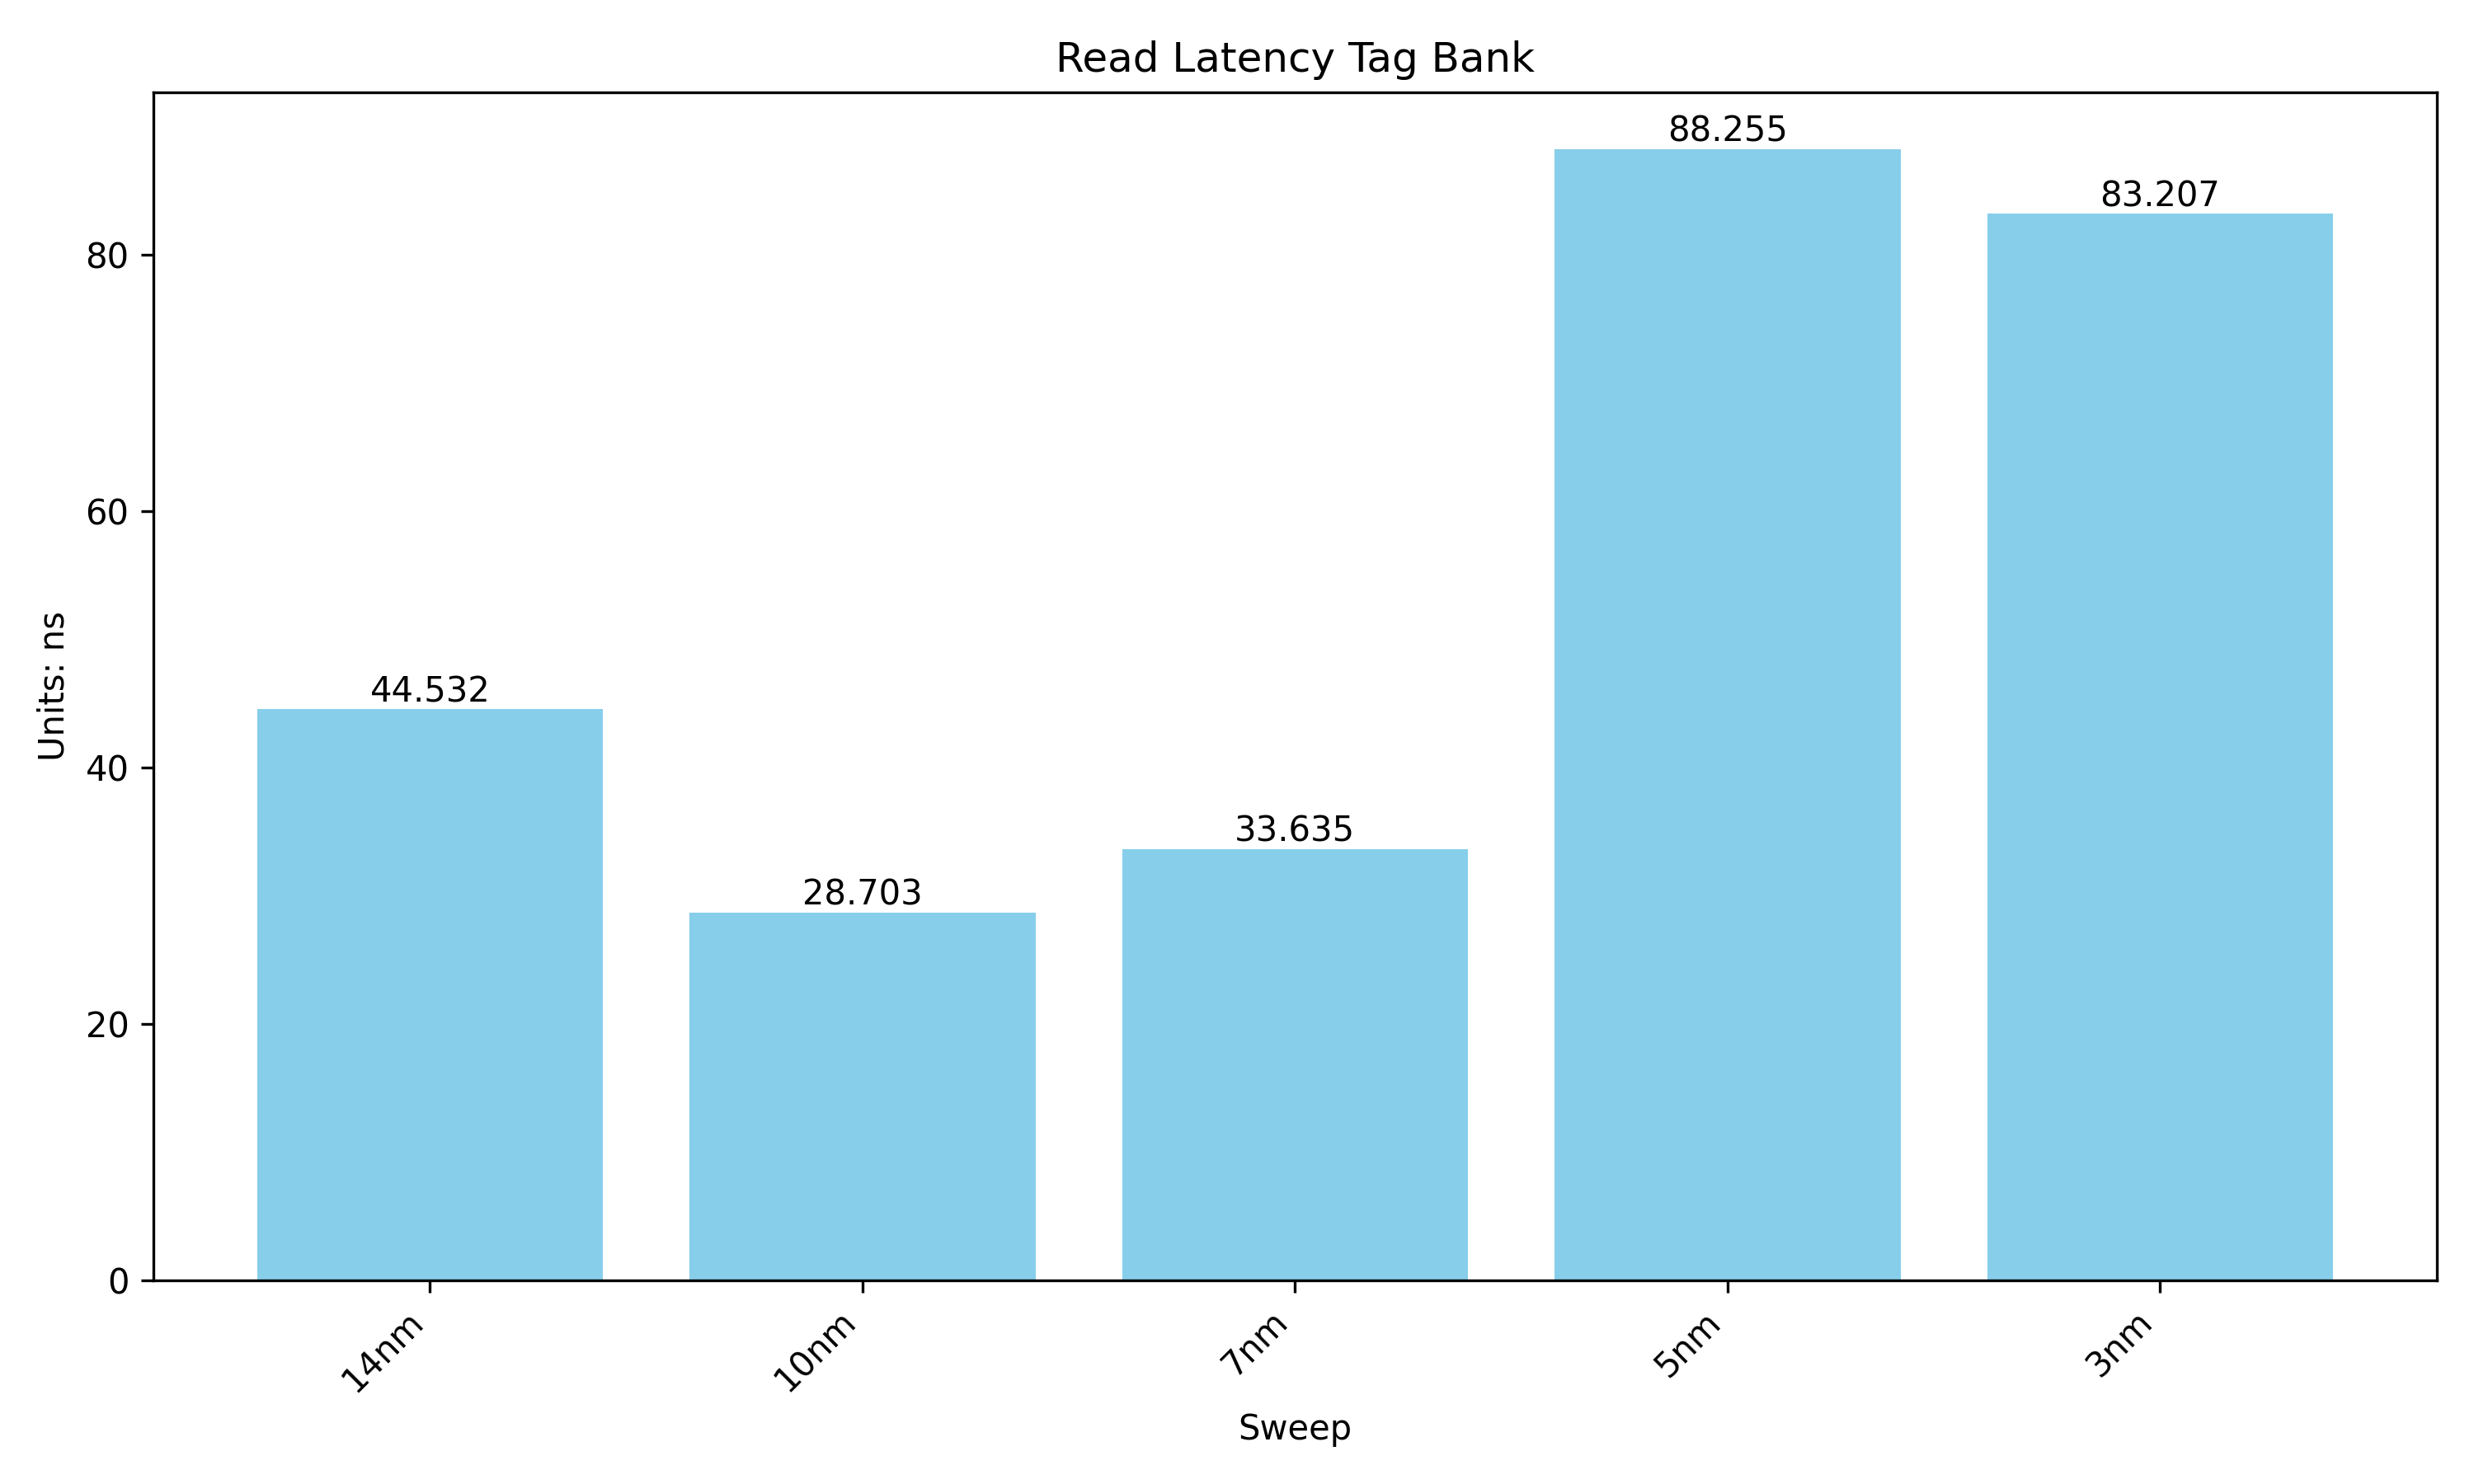 Read Latency Tag Bank
Units: ns
80
60
40
20
0
44.532
28.703
33.635
88.255
83.207
14nm
10nm
7nm
5nm
3nm
Sweep